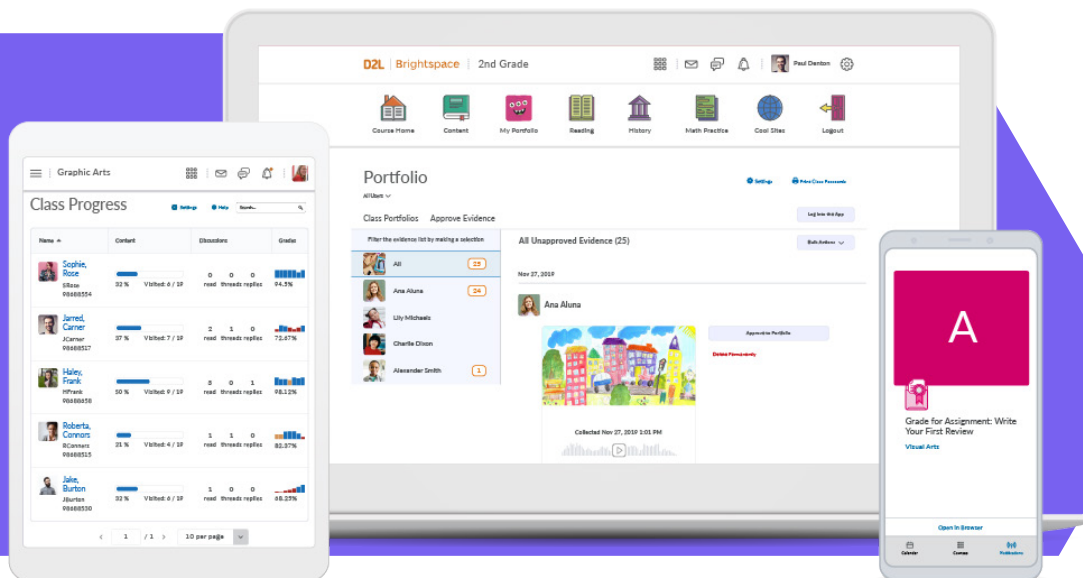 D2L Brightspace 2nd Grade
Paul Danton
Course Home Content My Portfolio Reading History Math Practice Cool Sites Logout
Portfolio
All Users
Settings Print Class Passwords
Class Portfolios Approve Evidence
Log Into the App
Filter the evidence list by making a selection
All Unapproved Evidence (25)
Bulk Actions
All 25
Nov 27, 2019
Ana Aluna 24
Ana Aluna
Lily Michaels
Charlie Dixon
Alexander Smith 1
Approve to Portfolio
Delete Permanently
Collected Nov 27, 2019 1:01 PM
Graphic Arts
Class Progress
Settings Help Search...
Name Content Discussions Grades
Sophie,
Rose
SRose
98688554
32 % Visited: 6 / 19
0 0 0
read threads replies
94.5%
Jarred,
Carner
JCarner
98688517
37 % Visited: 7 / 19
2 1 0
read threads replies
72.67%
Haley,
Frank
HFrank
98688658
50 % Visited: 9 / 19
3 0 1
read threads replies
98.12%
Roberta,
Connors
RConners
98688515
21 % Visited: 4 / 19
1 1 0
read threads replies
82.37%
Jake,
Burton
JBurton
98688530
32 % Visited: 6 / 19
1 0 0
read threads replies
68.25%
1 / 1
10 per page
A
Grade for Assignment: Write
Your First Review
Visual Arts
Open in Browser
Calendar Courses Notifications